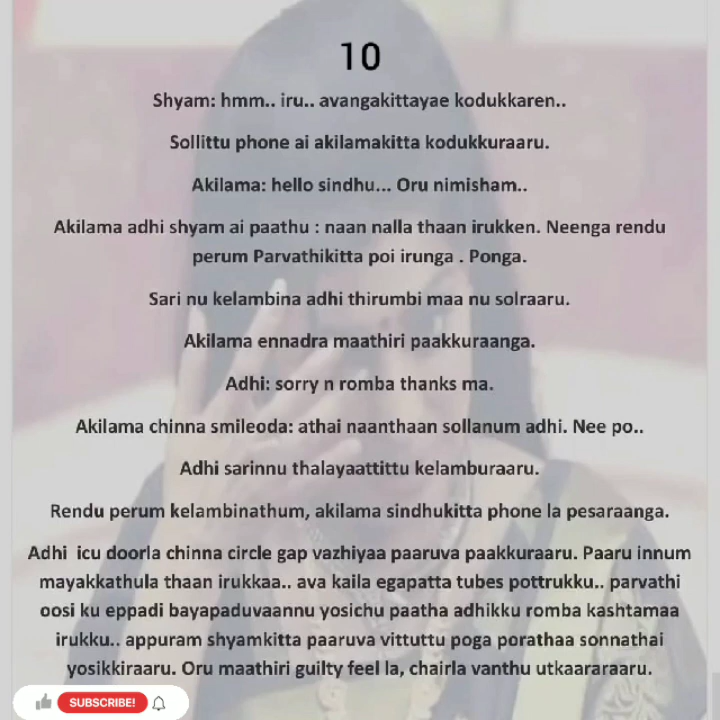 10
Shyam: hmm.. iru.. avangakittayae kodukkaren..
Sollittu phone ai akilamakitta kodukkuraaru.
Akilama: hello sindhu... Oru nimisham..
Akilama adhi shyam ai paathu : naan nalla thaan irukken. Neenga rendu
perum Parvathikitta poi irunga . Ponga.
Sari nu kelambina adhi thirumbi maa nu solraaru.
Akilama ennadra maathiri paakkuraanga.
Adhi: sorry n romba thanks ma.
Akilama chinna smileoda: athai naanthaan sollanum adhi. Nee po..
Adhi sarinnu thalayaattittu kelamburaaru.
Rendu perum kelambinathum, akilama sindhukitta phone la pesaraanga.
Adhi  icu doorla chinna circle gap vazhiyaa paaruva paakkuraaru. Paaru innum
mayakkathula thaan irukkaa.. ava kaila egapatta tubes pottrukku.. parvathi
oosi ku eppadi bayapaduvaannu yosichu paatha adhikku romba kashtamaa
irukku.. appuram shyamkitta paaruva vittuttu poga porathaa sonnathai
yosikkiraaru. Oru maathiri guilty feel la, chairla vanthu utkaararaaru.
SUBSCRIBE!